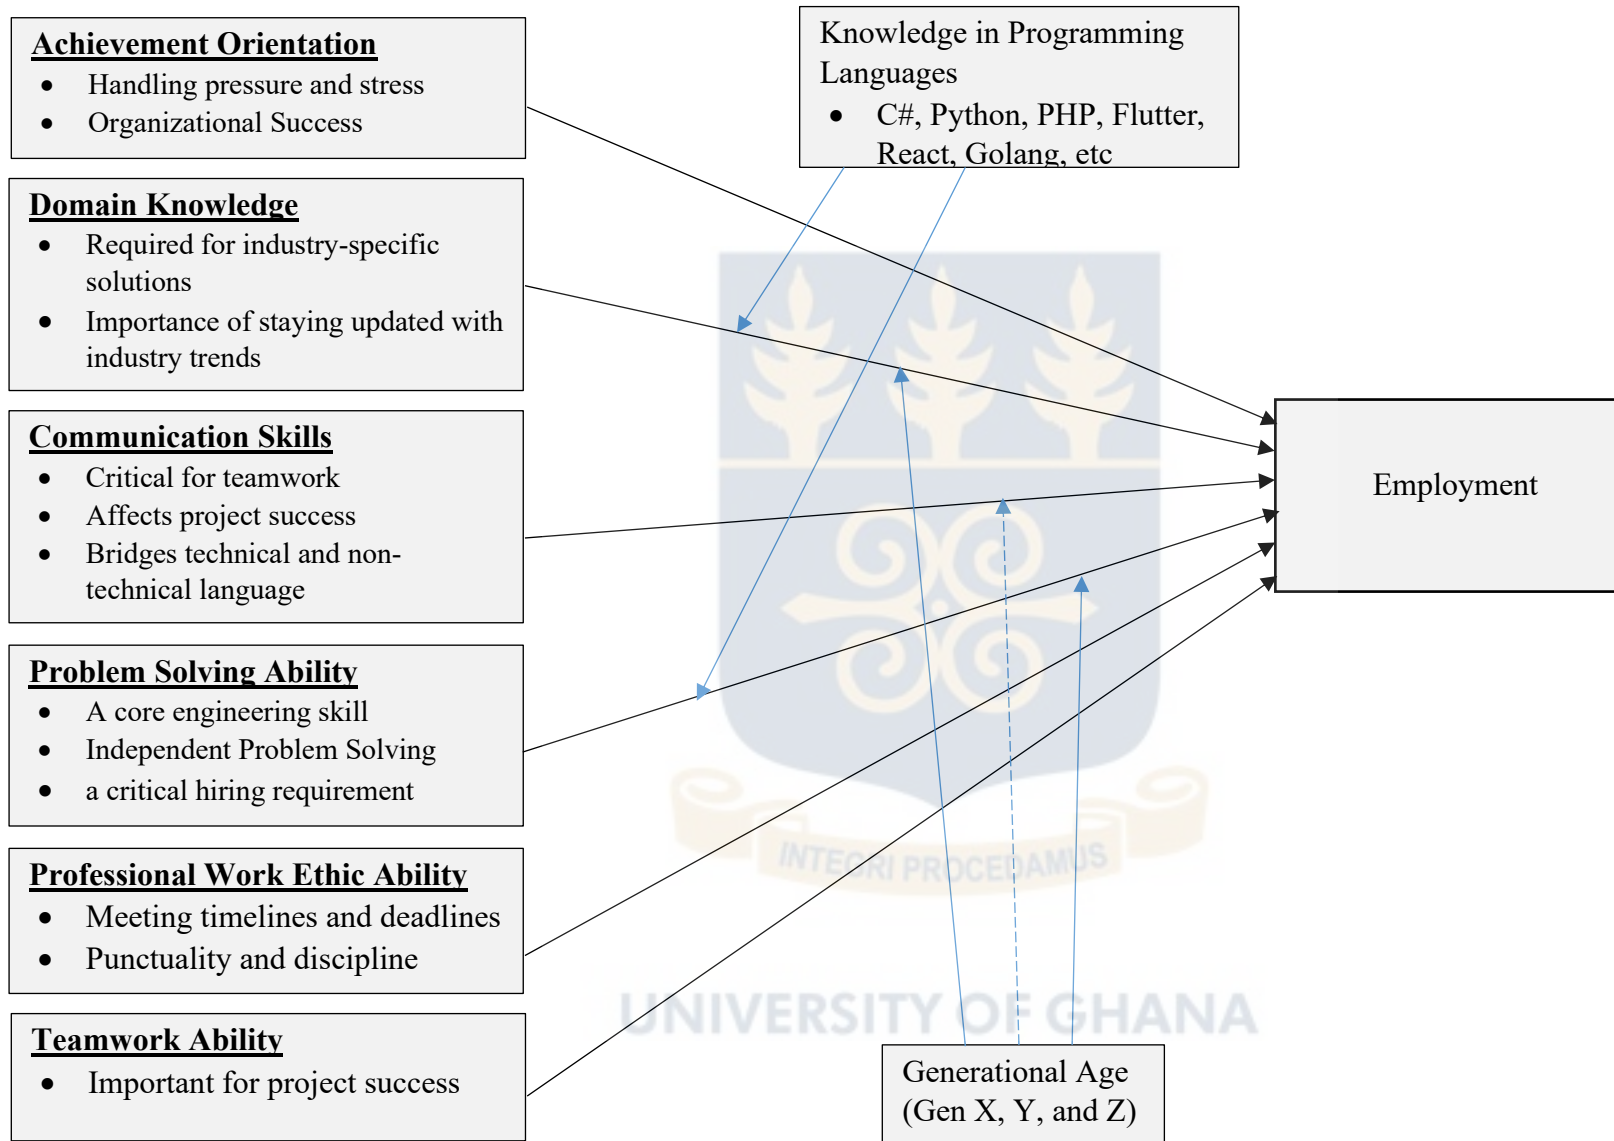 Achievement Orientation
• Handling pressure and stress
• Organizational Success
Knowledge in Programming
Languages
• C#, Python, PHP, Flutter,
React, Golang, etc
Domain Knowledge
• Required for industry-specific
solutions
• Importance of staying updated with
industry trends
Communication Skills
• Critical for teamwork
• Affects project success
• Bridges technical and non-
technical language
Employment
Problem Solving Ability
• A core engineering skill
• Independent Problem Solving
• a critical hiring requirement
Professional Work Ethic Ability
• Meeting timelines and deadlines
• Punctuality and discipline
Teamwork Ability
• Important for project success
INTEGRI PROCEDAMUS
UNIVERSITY OF GHANA
Generational Age
(Gen X, Y, and Z)